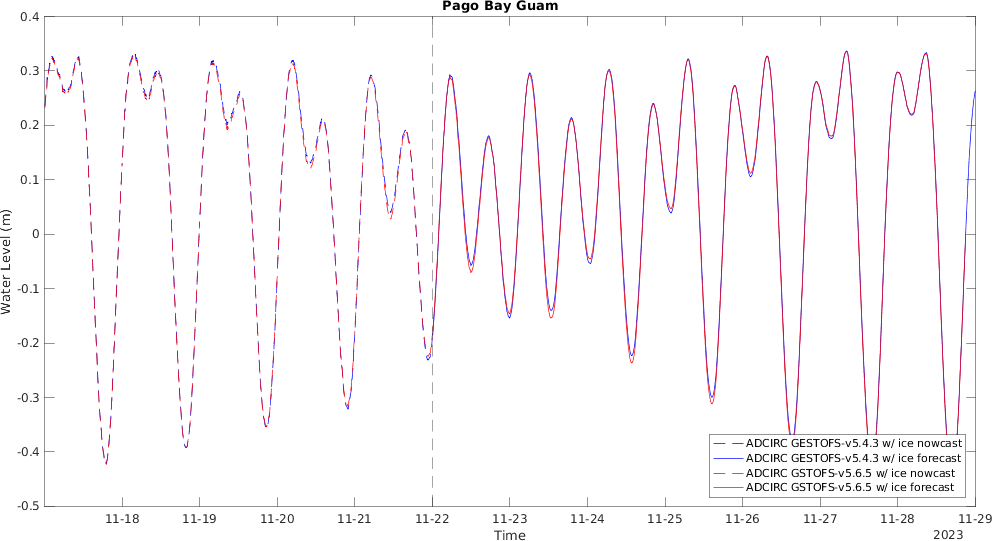 Pago Bay Guam
0.4
0.3
0.2
0.1
0
-0.1
-0.2
-0.3
-0.4
-0.5
Water Level (m)
ADCIRC GESTOFS-v5.4.3 w/ ice nowcast
ADCIRC GESTOFS-v5.4.3 w/ ice forecast
ADCIRC GSTOFS-v5.6.5 w/ ice nowcast
ADCIRC GSTOFS-v5.6.5 w/ ice forecast
11-18 11-19 11-20 11-21 11-22 11-23 11-24 11-25 11-26 11-27 11-28 11-29
Time
2023